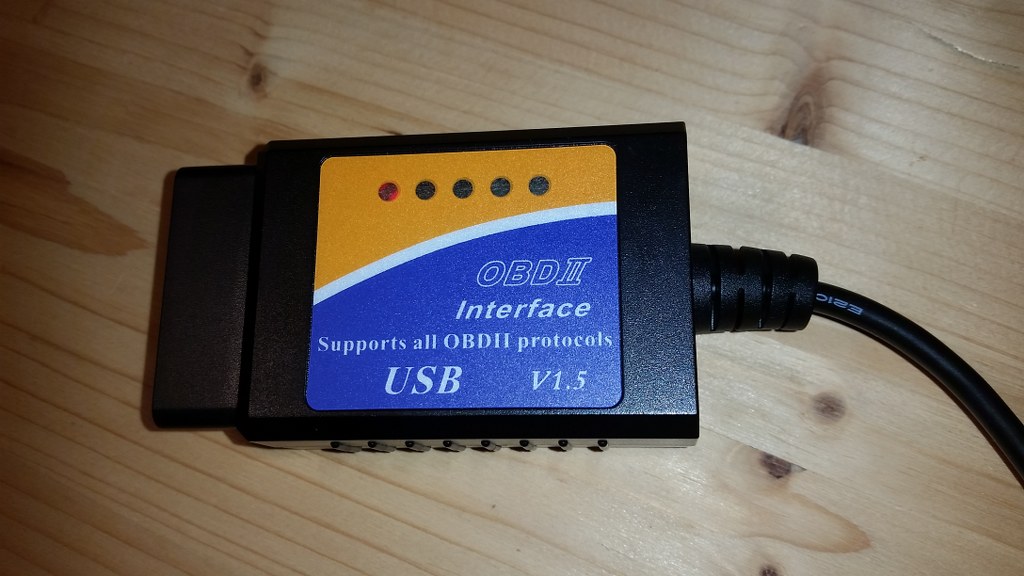 OBDII
Interface
Supports all OBDII protocols
USB V1.5